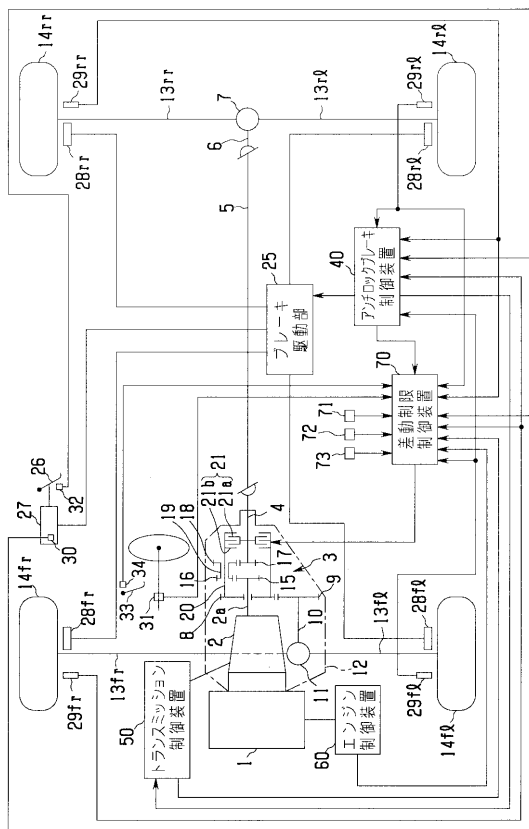 14rr
29rr
28rr
13rr
7
6
13rℓ
29rℓ
28rℓ
14rℓ
5
25
ブレーキ
駆動部
40
アンチロックブレーキ
制御装置
70
差動制限
制御装置
71
72
73
26
27
32
30
14fr
34
33
31
28fr
29fr
13fr
19
18
21
21b
21a
4
16
17
15
3
20
8
2a
2
9
10
11
12
1
50
トランスミッション
制御装置
60
エンジン
制御装置
13fℓ
28fℓ
29fℓ
14fℓ